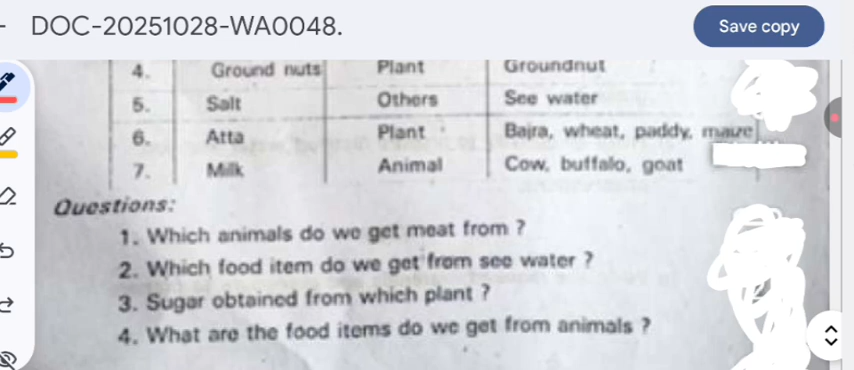 DOC-20251028-WA0048.
Save copy
4. Ground nuts Plant Groundnut
5. Salt Others See water
6. Atta Plant Bajra, wheat, paddy,
7. Milk Animal Cow, buffalo, goat
Questions:
1. Which animals do we get meat from ?
2. Which food item do we get from see water ?
3. Sugar obtained from which plant ?
4. What are the food items do we get from animals ?